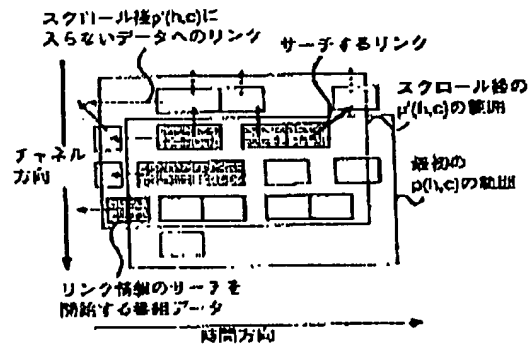 スクロール後p'(h,c)に
入らないデータへのリンク
サーチするリンク
スクロール後の
p'(h,c)の範囲
最初の
p(h,c)の範囲
チャネル
方向
リンク情報のサーチを
開始する番組データ
時間方向